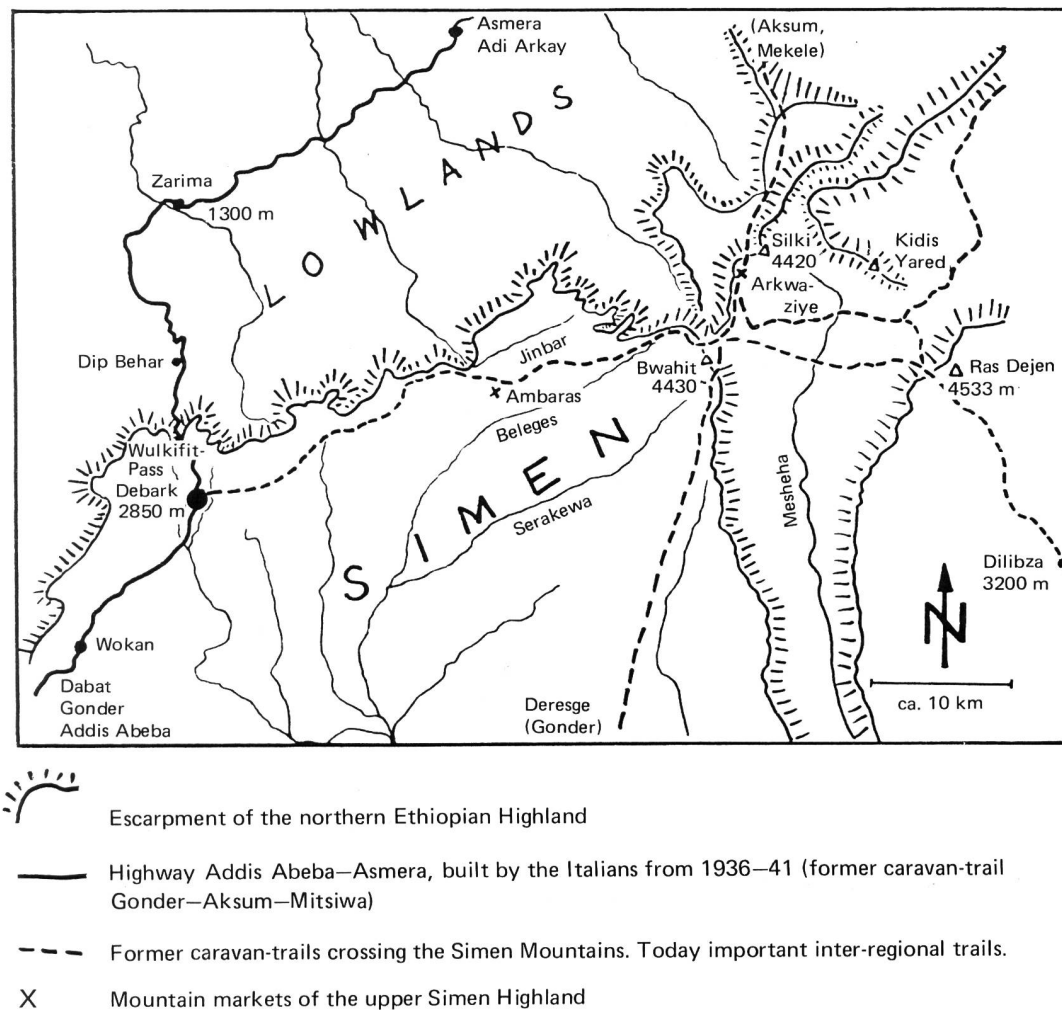 Asmera
Adi Arkay
(Aksum,
Mekele)
LOWLANDS
Zarima
1300 m
Silki
4420
Kidis
Yared
Arkwa-
ziye
Dip Behar
Jinbar
Bwahit
4430
Ras Dejen
4533 m
Ambaras
Beleges
Wulkifit-
Pass
Debark
2850 m
SIMEN
Serakewa
Mesheha
Dilibza
3200 m
N
Wokan
Dabat
Gonder
Addis Abeba
Deresge
(Gonder)
ca. 10 km
Escarpment of the northern Ethiopian Highland
Highway Addis Abeba—Asmera, built by the Italians from 1936—41 (former caravan-trail
Gonder—Aksum—Mitsiwa)
Former caravan-trails crossing the Simen Mountains. Today important inter-regional trails.
X Mountain markets of the upper Simen Highland